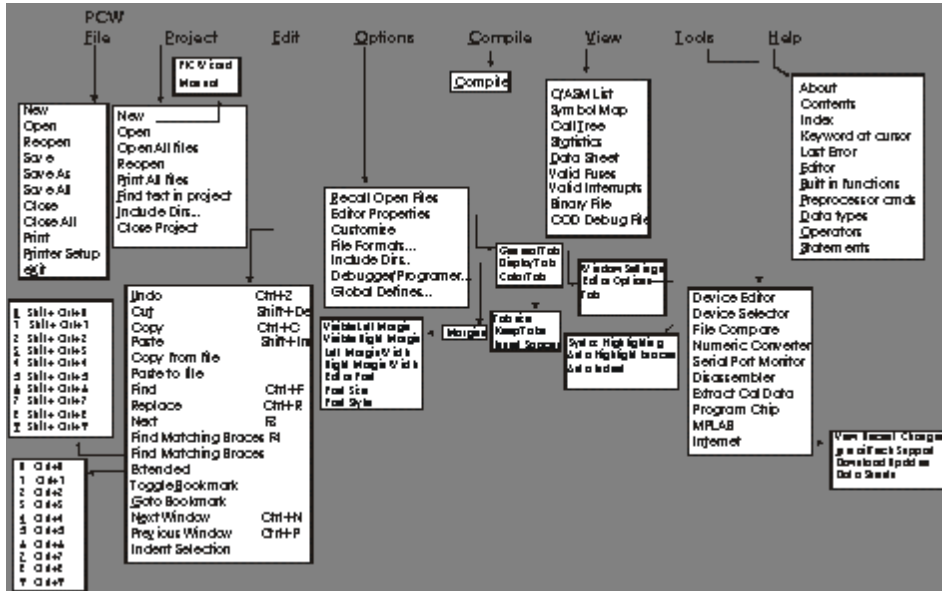 PCW
File Project Edit Options Compile View Tools Help
PIC Wizard
Manual
Compile
New
Open
Reopen
Save
Save As
Save All
Close
Close All
Print
Printer Setup
eXit
New
Open
Open All files
Reopen
Print All files
Find text in project
Include Dirs...
Close Project
Recall Open Files
Editor Properties
Customize
File Formats...
Include Dirs...
Debugger/Programer...
Global Defines...
C/ASM List
Symbol Map
Call Tree
Statistics
Data Sheet
Valid Fuses
Valid Interrupts
Binary File
COD Debug File
About
Contents
Index
Keyword at cursor
Last Error
Editor
Built in functions
Preprocessor cmds
Data types
Operators
Statements
General Tab
Display Tab
Color Tab
Window Settings
Editor Options
Tab
Undo Ctrl+Z
Cut Shift+De
Copy Ctrl+C
Paste Shift+In
Copy from file
Paste to file
Find Ctrl+F
Replace Ctrl+R
Next F3
Find Matching Braces F4
Find Matching Braces
Extended
Toggle Bookmark
Goto Bookmark
Next Window Ctrl+N
Previous Window Ctrl+P
Indent Selection
0 Shift+ Ctrl+0
1 Shift+ Ctrl+1
2 Shift+ Ctrl+2
3 Shift+ Ctrl+3
4 Shift+ Ctrl+4
5 Shift+ Ctrl+5
6 Shift+ Ctrl+6
7 Shift+ Ctrl+7
8 Shift+ Ctrl+8
9 Shift+ Ctrl+9
0 Ctrl+0
1 Ctrl+1
2 Ctrl+2
3 Ctrl+3
4 Ctrl+4
5 Ctrl+5
6 Ctrl+6
7 Ctrl+7
8 Ctrl+8
9 Ctrl+9
Visible Left Margin
Visible Right Margin
Left Margin Width
Right Margin Width
Editor Font
Font Size
Font Style
Margin
Tab size
Keep Tabs
Insert Spaces
Syntax Highlighting
Auto Highlight braces
Auto Indent
Device Editor
Device Selector
File Compare
Numeric Converter
Serial Port Monitor
Disassembler
Extract Cal Data
Program Chip
MPLAB
Internet
View Recent Changes
Tech Support
Download Updates
Data Sheets